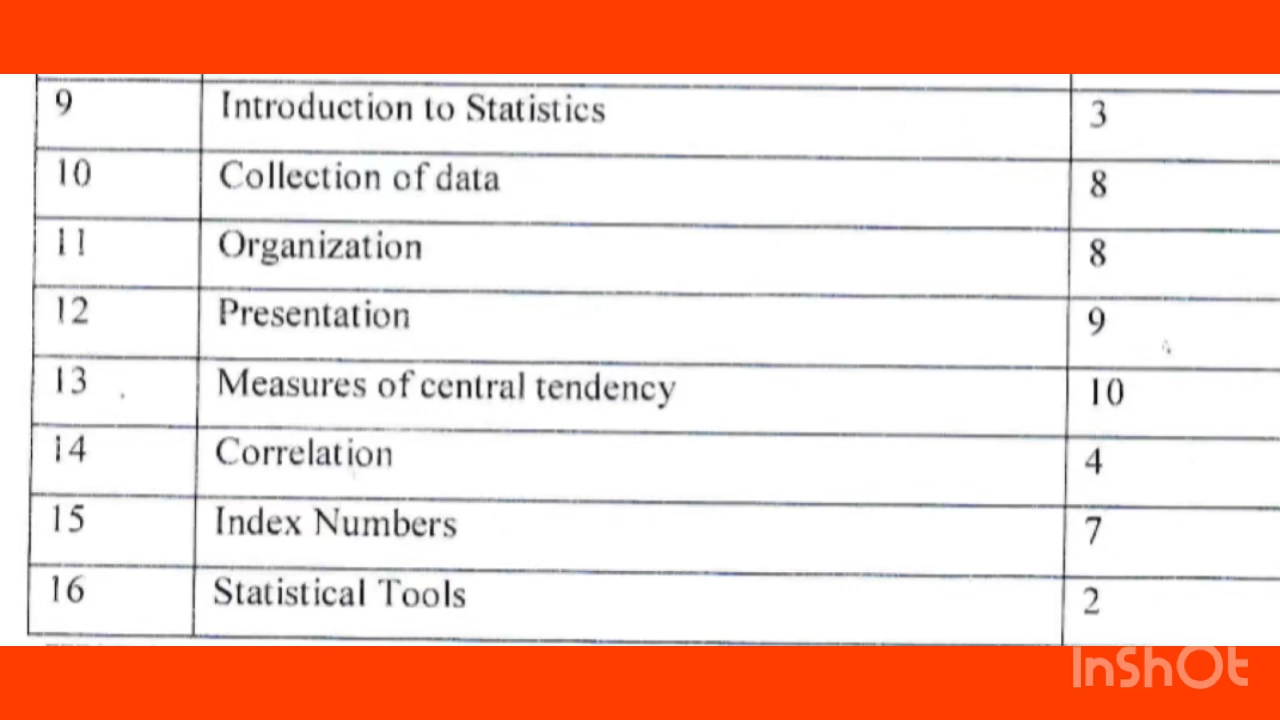 9 Introduction to Statistics 3
10 Collection of data 8
11 Organization 8
12 Presentation 9
13 Measures of central tendency 10
14 Correlation 4
15 Index Numbers 7
16 Statistical Tools 2
InShOt